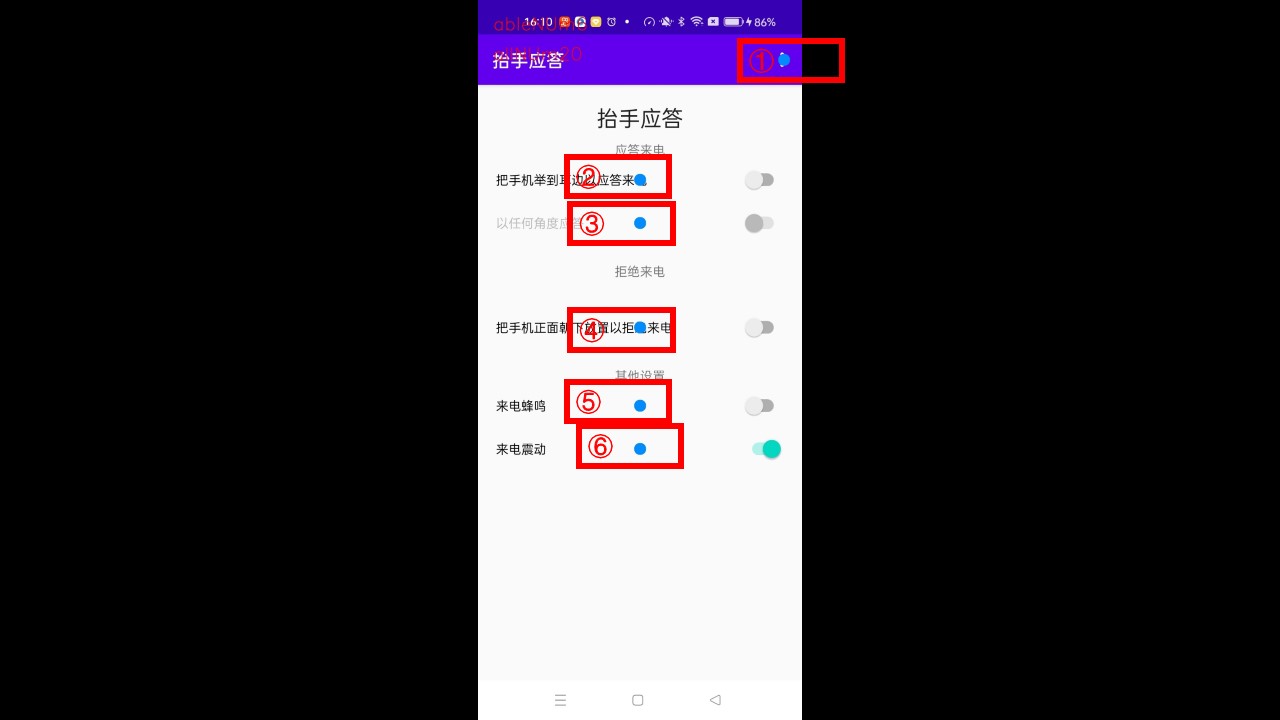 16:10
86%
抬手应答
①
抬手应答
应答来电
②
把手机举到耳边以应答来电
③
以任何角度应答
拒绝来电
④
把手机正面朝下放置以拒绝来电
其他设置
⑤
来电蜂鸣
⑥
来电震动